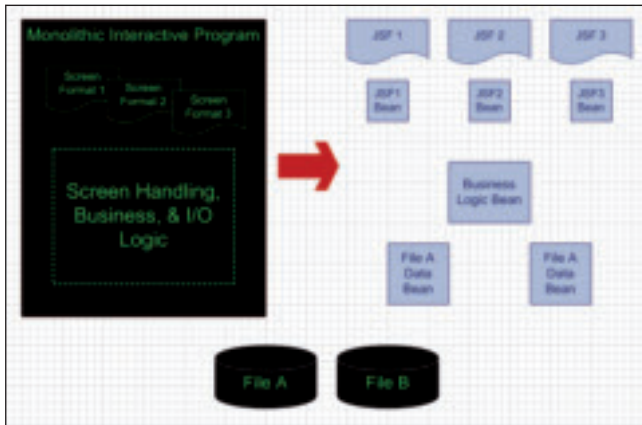 Monolithic Interactive Program
Screen
Format 1
Screen
Format 2
Screen
Format 3
Screen Handling,
Business, & I/O
Logic
JSF 1
JSF 2
JSF 3
JSF1
Bean
JSF2
Bean
JSF3
Bean
Business
Logic Bean
File A
Data
Bean
File A
Data
Bean
File A
File B